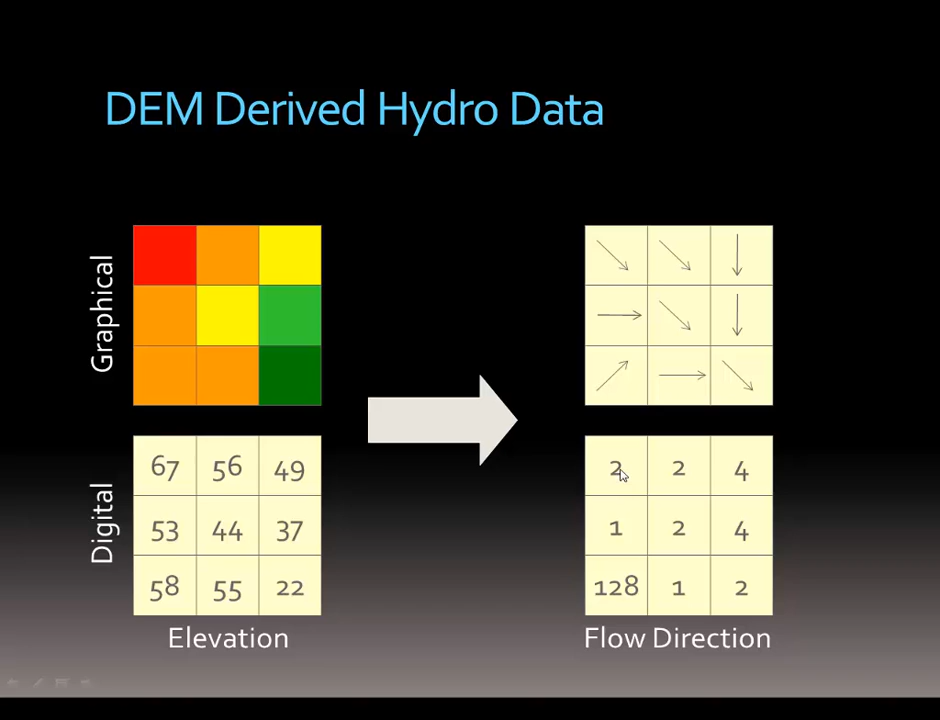 DEM Derived Hydro Data
Graphical
Digital
67 56 49
53 44 37
58 55 22
Elevation
2 2 4
1 2 4
128 1 2
Flow Direction